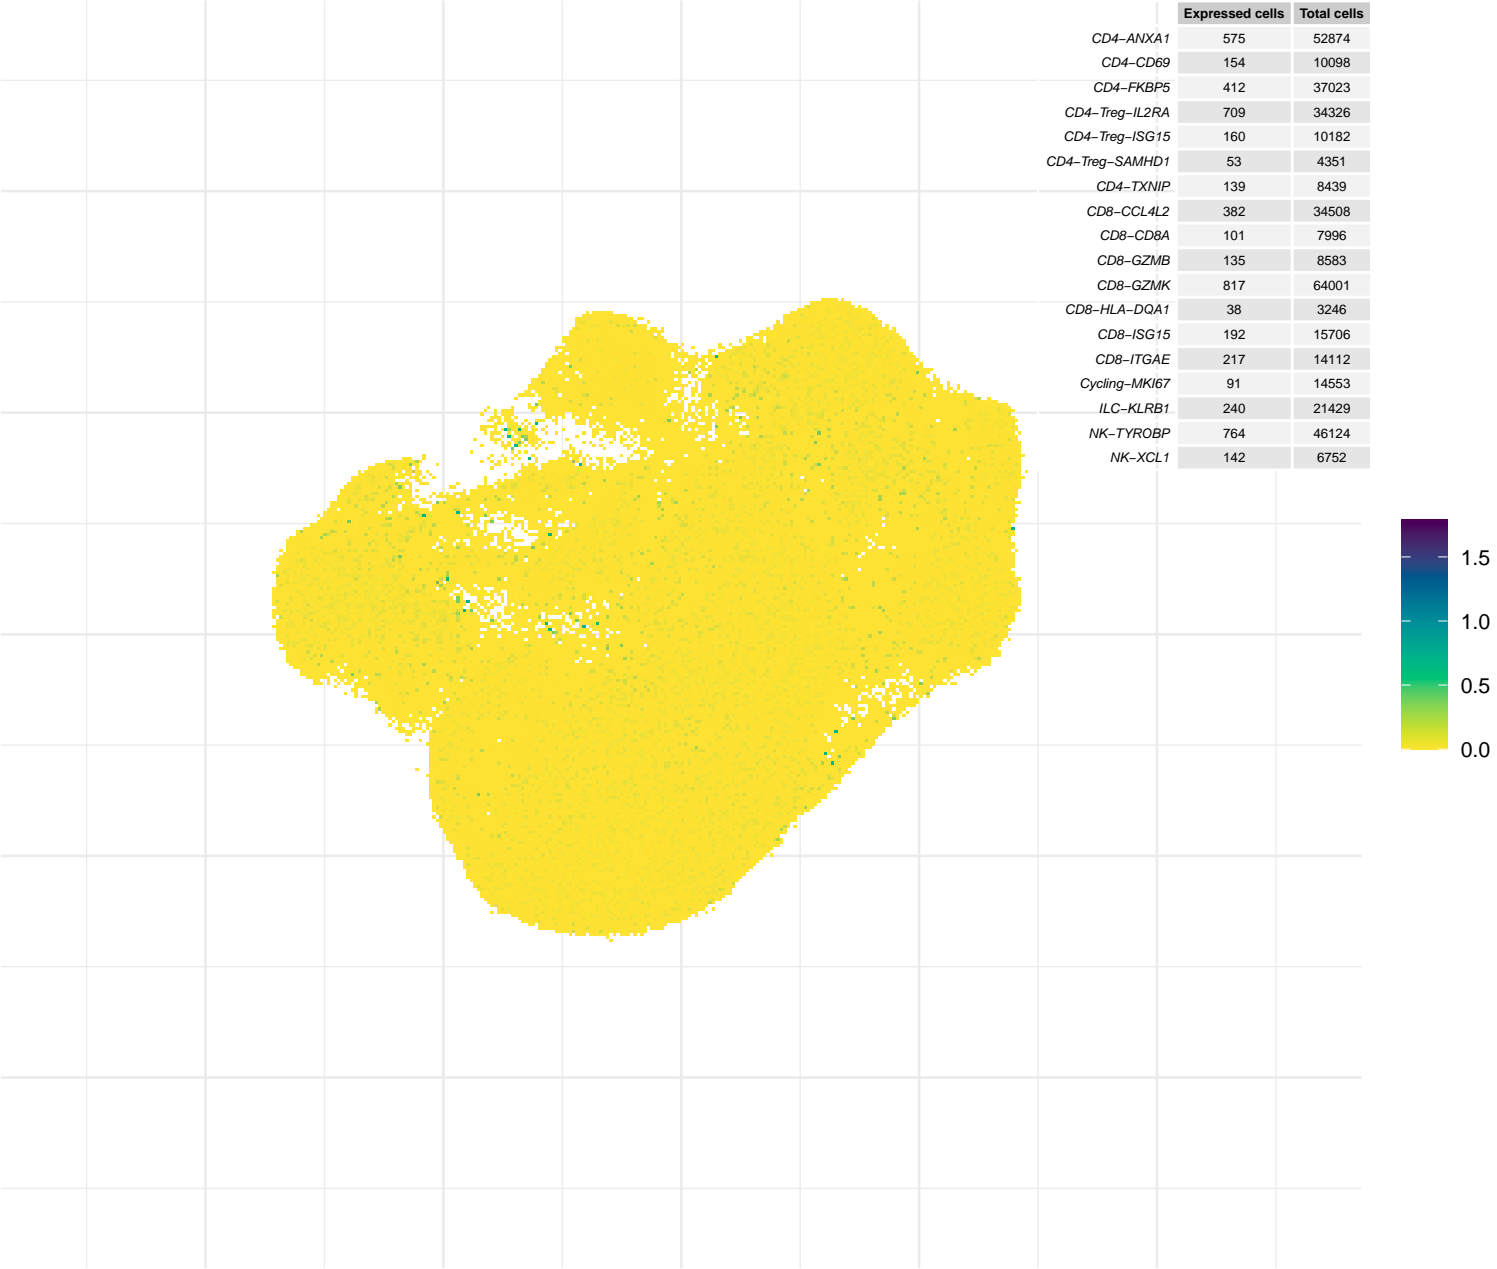 Expressed cells Total cells
CD4−ANXA1 575 52874
CD4−CD69 154 10098
CD4−FKBP5 412 37023
CD4−Treg−IL2RA 709 34326
CD4−Treg−ISG15 160 10182
CD4−Treg−SAMHD1 53 4351
CD4−TXNIP 139 8439
CD8−CCL4L2 382 34508
CD8−CD8A 101 7996
CD8−GZMB 135 8583
CD8−GZMK 817 64001
CD8−HLA−DQA1 38 3246
CD8−ISG15 192 15706
CD8−ITGAE 217 14112
Cycling−MKI67 91 14553
ILC−KLRB1 240 21429
NK−TYROBP 764 46124
NK−XCL1 142 6752
1.5
1.0
0.5
0.0